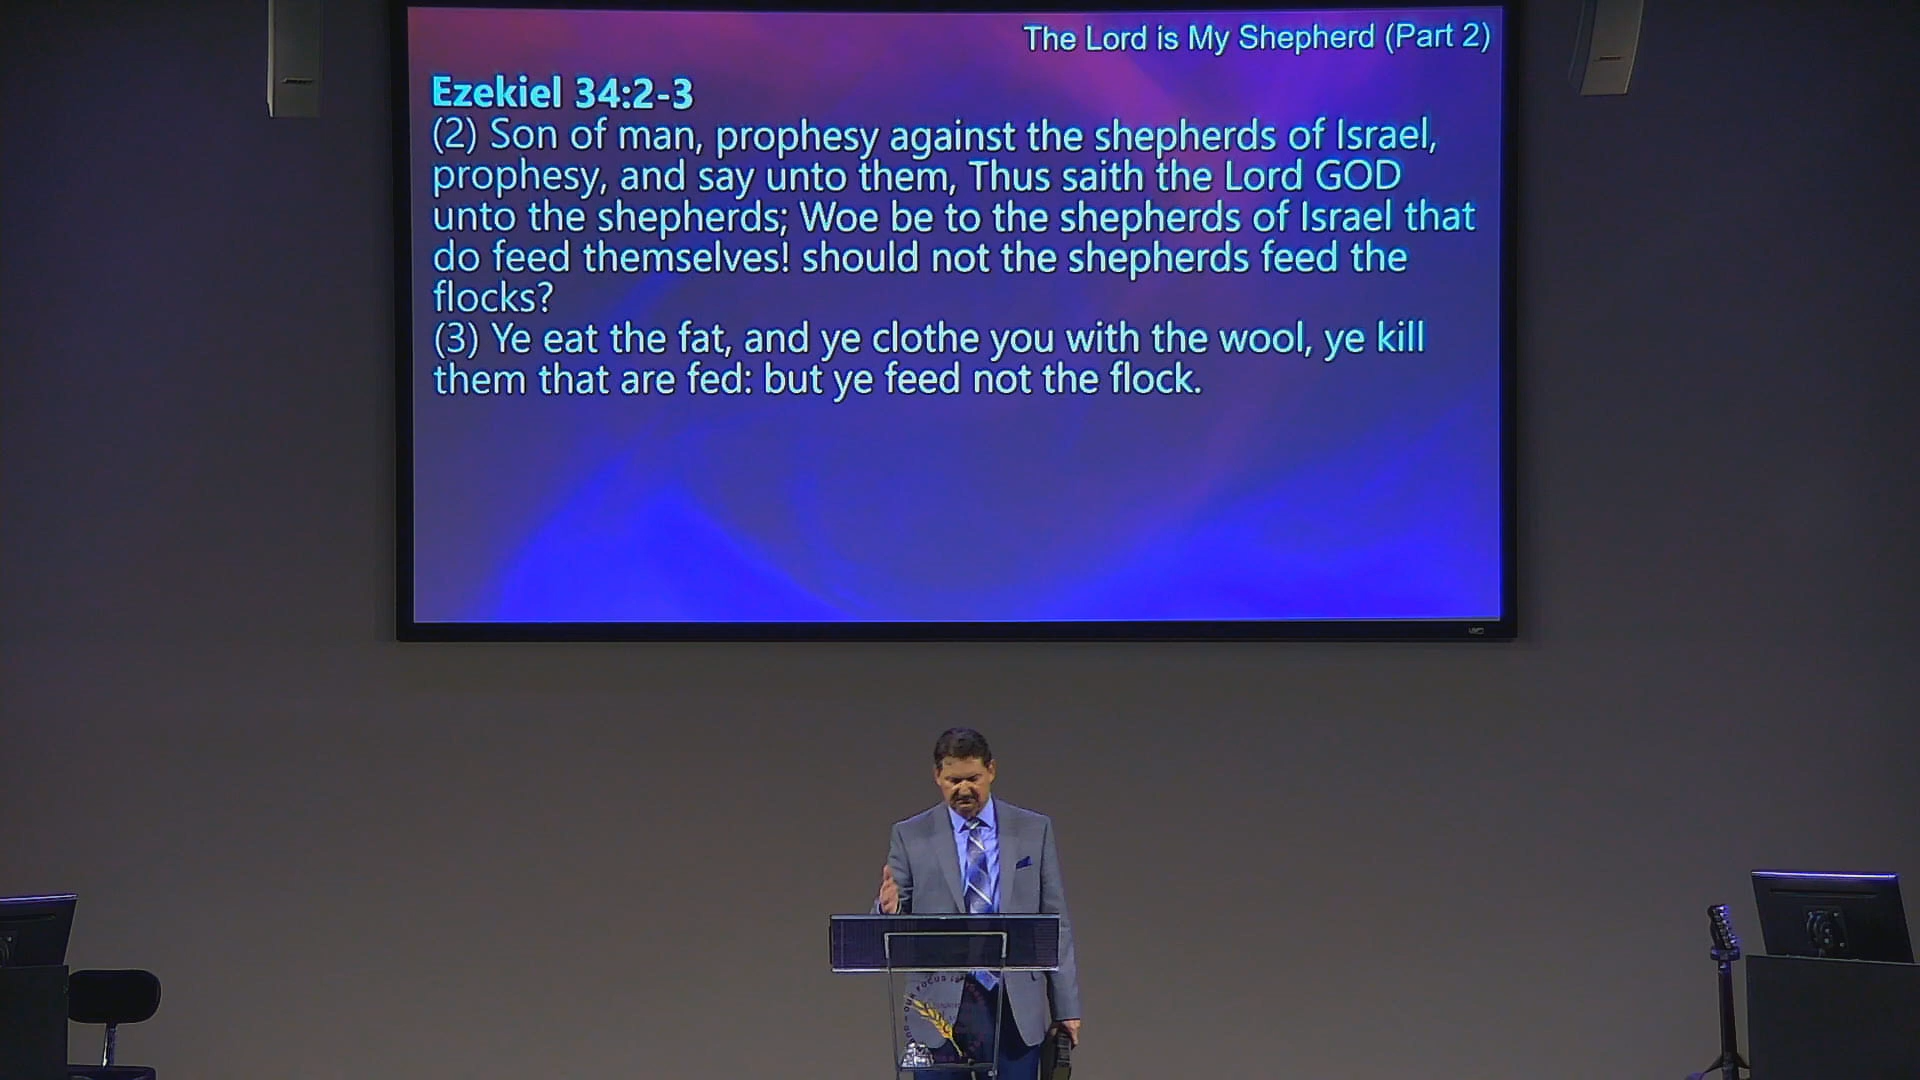 The Lord is My Shepherd (Part 2)
Ezekiel 34:2-3
(2) Son of man, prophesy against the shepherds of Israel,
prophesy, and say unto them, Thus saith the Lord GOD
unto the shepherds; Woe be to the shepherds of Israel that
do feed themselves! should not the shepherds feed the
flocks?
(3) Ye eat the fat, and ye clothe you with the wool, ye kill
them that are fed: but ye feed not the flock.
OUR FOCUS IS